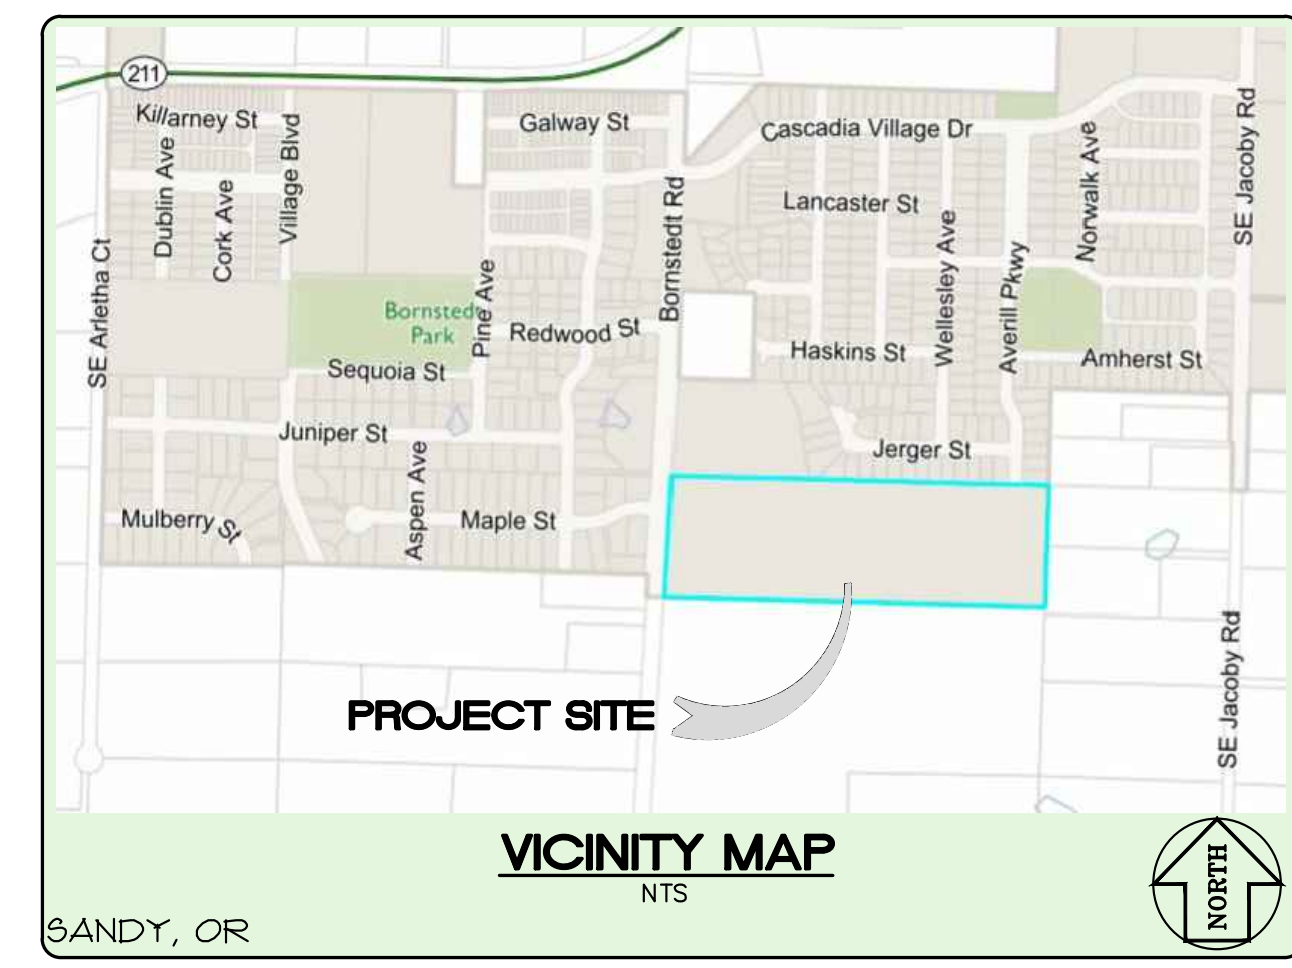 211
Killarney St
Galway St
Cascadia Village Dr
Dublin Ave
Cork Ave
Village Blvd
Lancaster St
Norwalk Ave
SE Jacoby Rd
SE Arletha Ct
Bornstedt Rd
Wellesley Ave
Averill Pkwy
Bornsted
Park
Pine Ave
Redwood St
Haskins St
Amherst St
Sequoia St
Juniper St
Jerger St
Aspen Ave
Mulberry St
Maple St
SE Jacoby Rd
PROJECT SITE
VICINITY MAP
NTS
NORTH
SANDY, OR